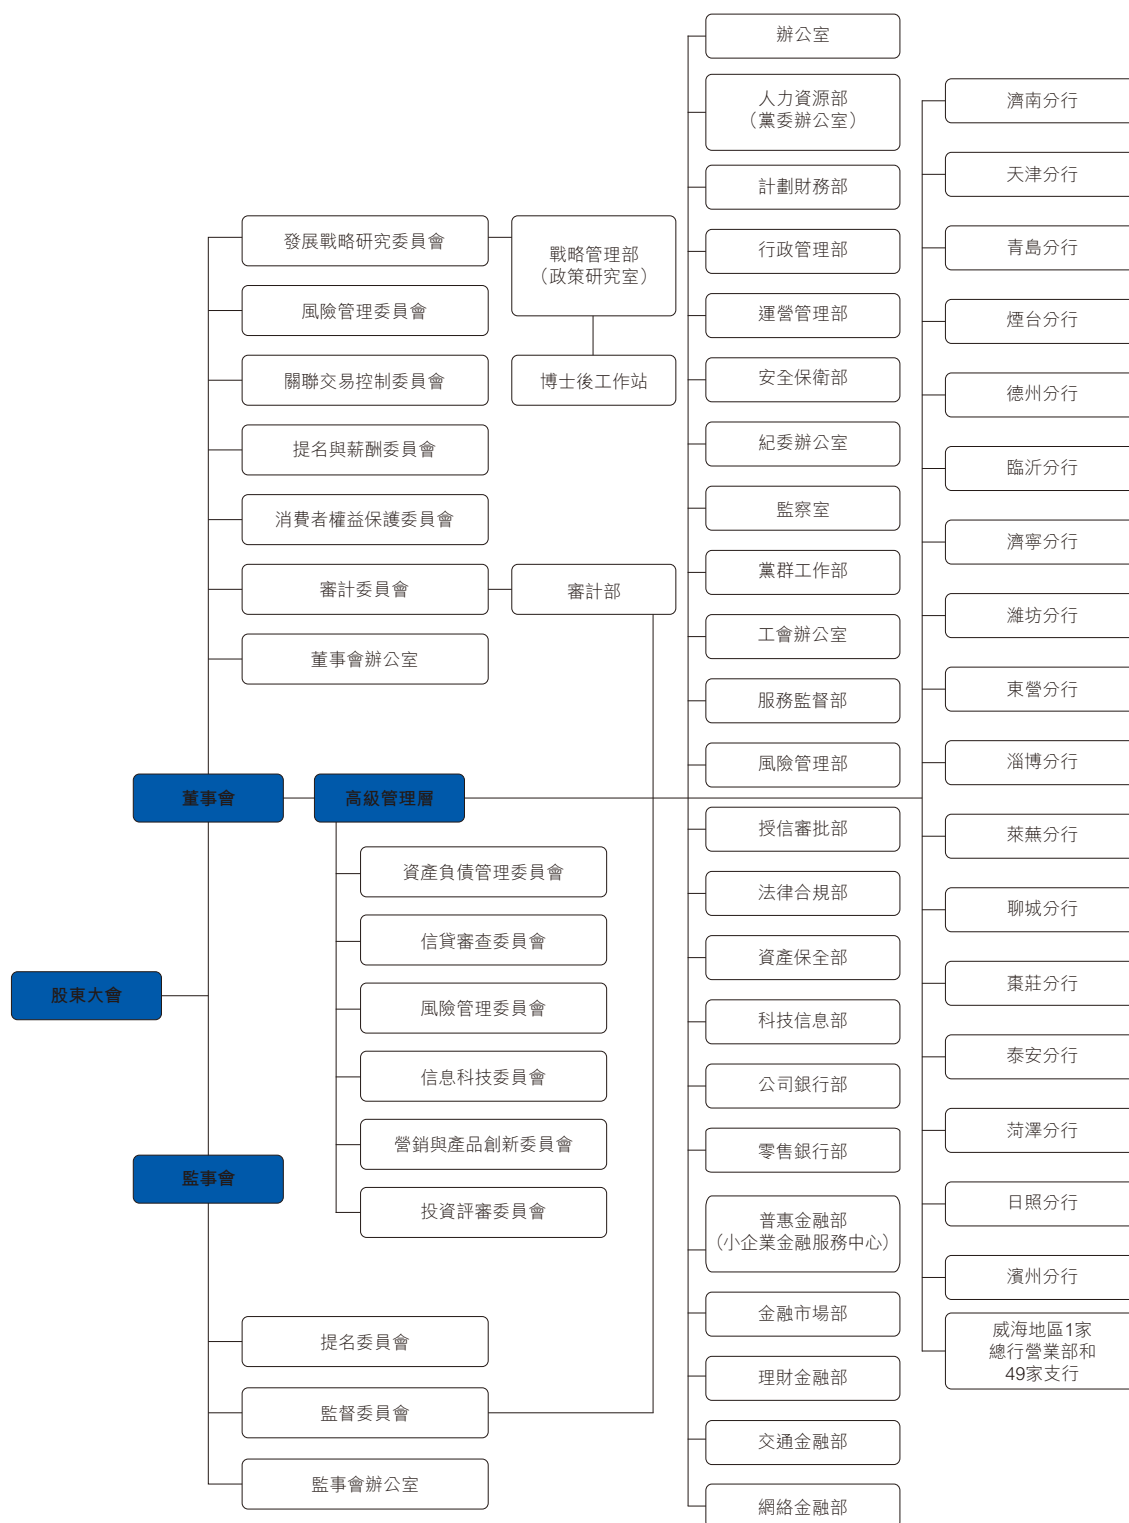 股東大會
董事會
監事會
高級管理層
發展戰略研究委員會
風險管理委員會
關聯交易控制委員會
提名與薪酬委員會
消費者權益保護委員會
審計委員會
董事會辦公室
戰略管理部
（政策研究室）
博士後工作站
審計部
資產負債管理委員會
信貸審查委員會
風險管理委員會
信息科技委員會
營銷與產品創新委員會
投資評審委員會
提名委員會
監督委員會
監事會辦公室
辦公室
人力資源部
（黨委辦公室）
計劃財務部
行政管理部
運營管理部
安全保衛部
紀委辦公室
監察室
黨群工作部
工會辦公室
服務監督部
風險管理部
授信審批部
法律合規部
資產保全部
科技信息部
公司銀行部
零售銀行部
普惠金融部
（小企業金融服務中心）
金融市場部
理財金融部
交通金融部
網絡金融部
濟南分行
天津分行
青島分行
煙台分行
德州分行
臨沂分行
濟寧分行
濰坊分行
東營分行
淄博分行
萊蕪分行
聊城分行
棗莊分行
泰安分行
菏澤分行
日照分行
濱州分行
威海地區1家
總行營業部和
49家支行